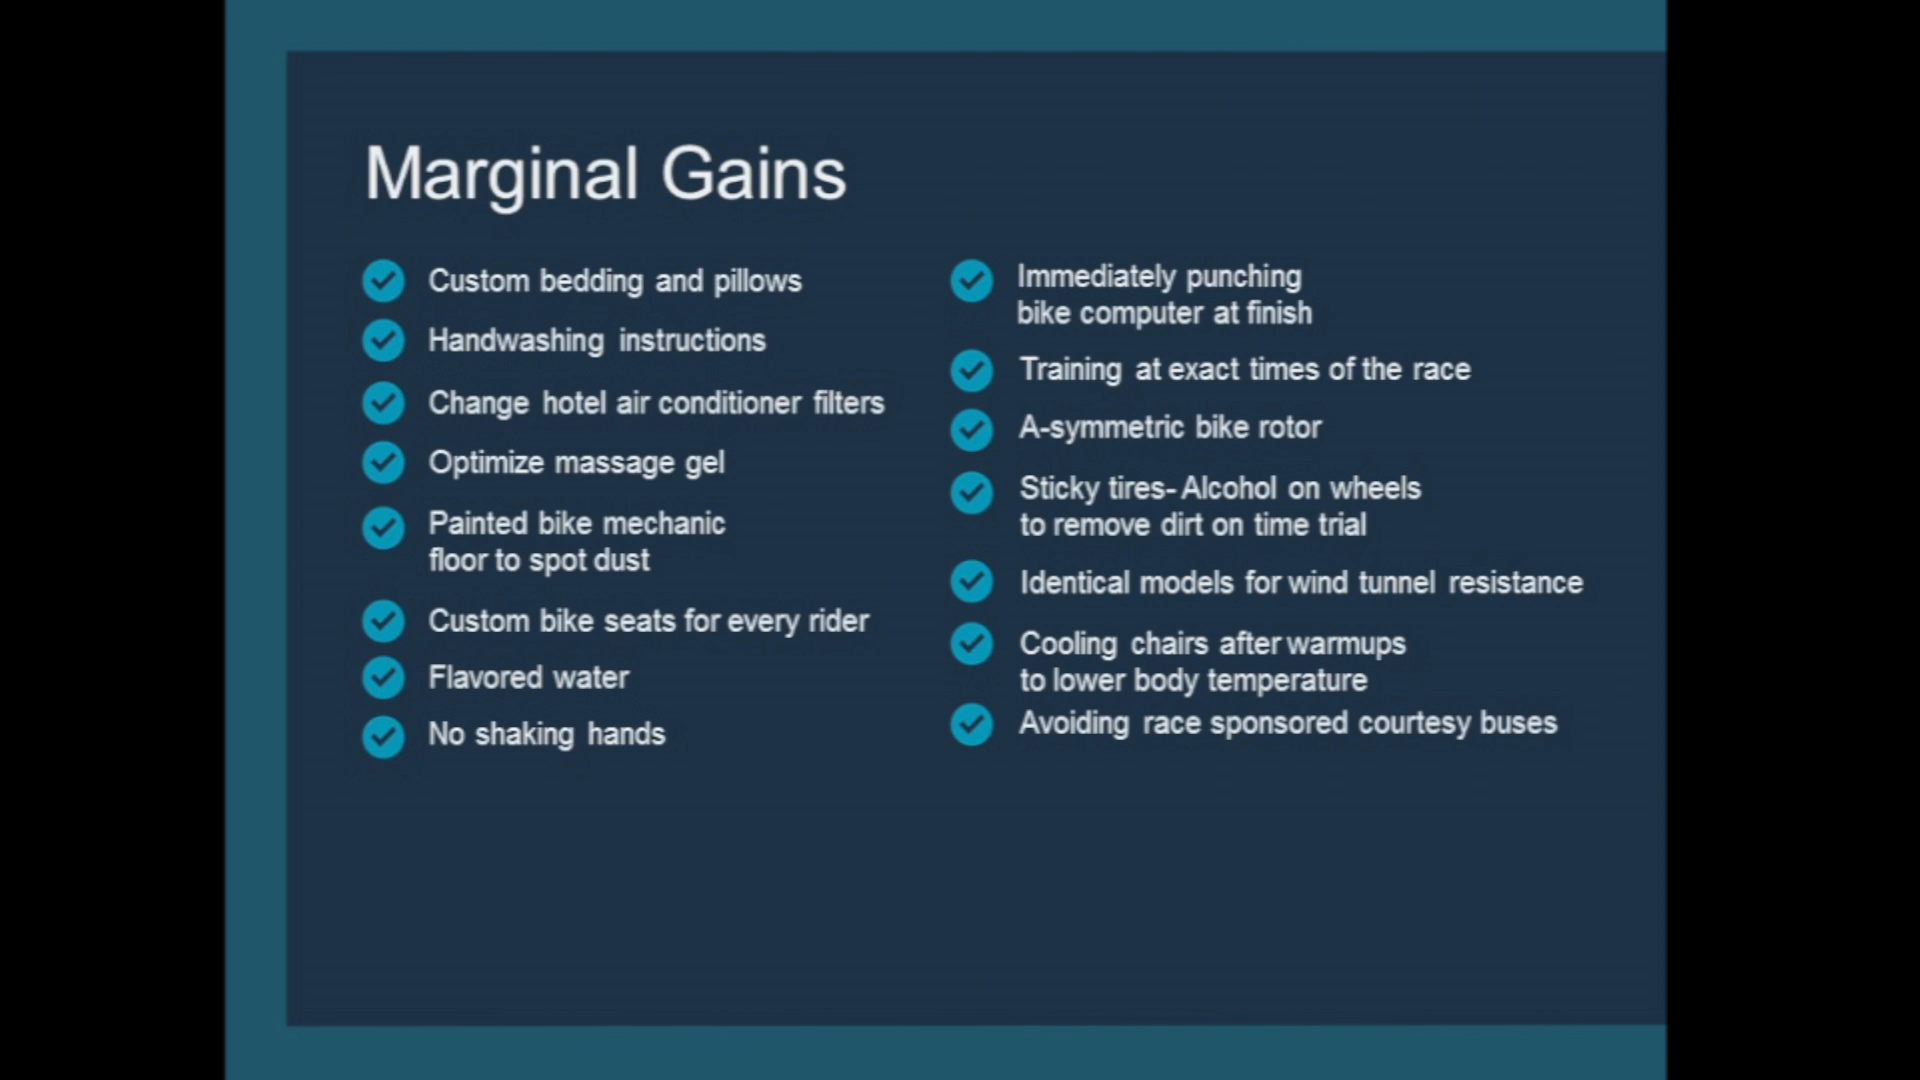 Marginal Gains
Custom bedding and pillows
Handwashing instructions
Change hotel air conditioner filters
Optimize massage gel
Painted bike mechanic
floor to spot dust
Custom bike seats for every rider
Flavored water
No shaking hands
Immediately punching
bike computer at finish
Training at exact times of the race
A-symmetric bike rotor
Sticky tires- Alcohol on wheels
to remove dirt on time trial
Identical models for wind tunnel resistance
Cooling chairs after warmups
to lower body temperature
Avoiding race sponsored courtesy buses